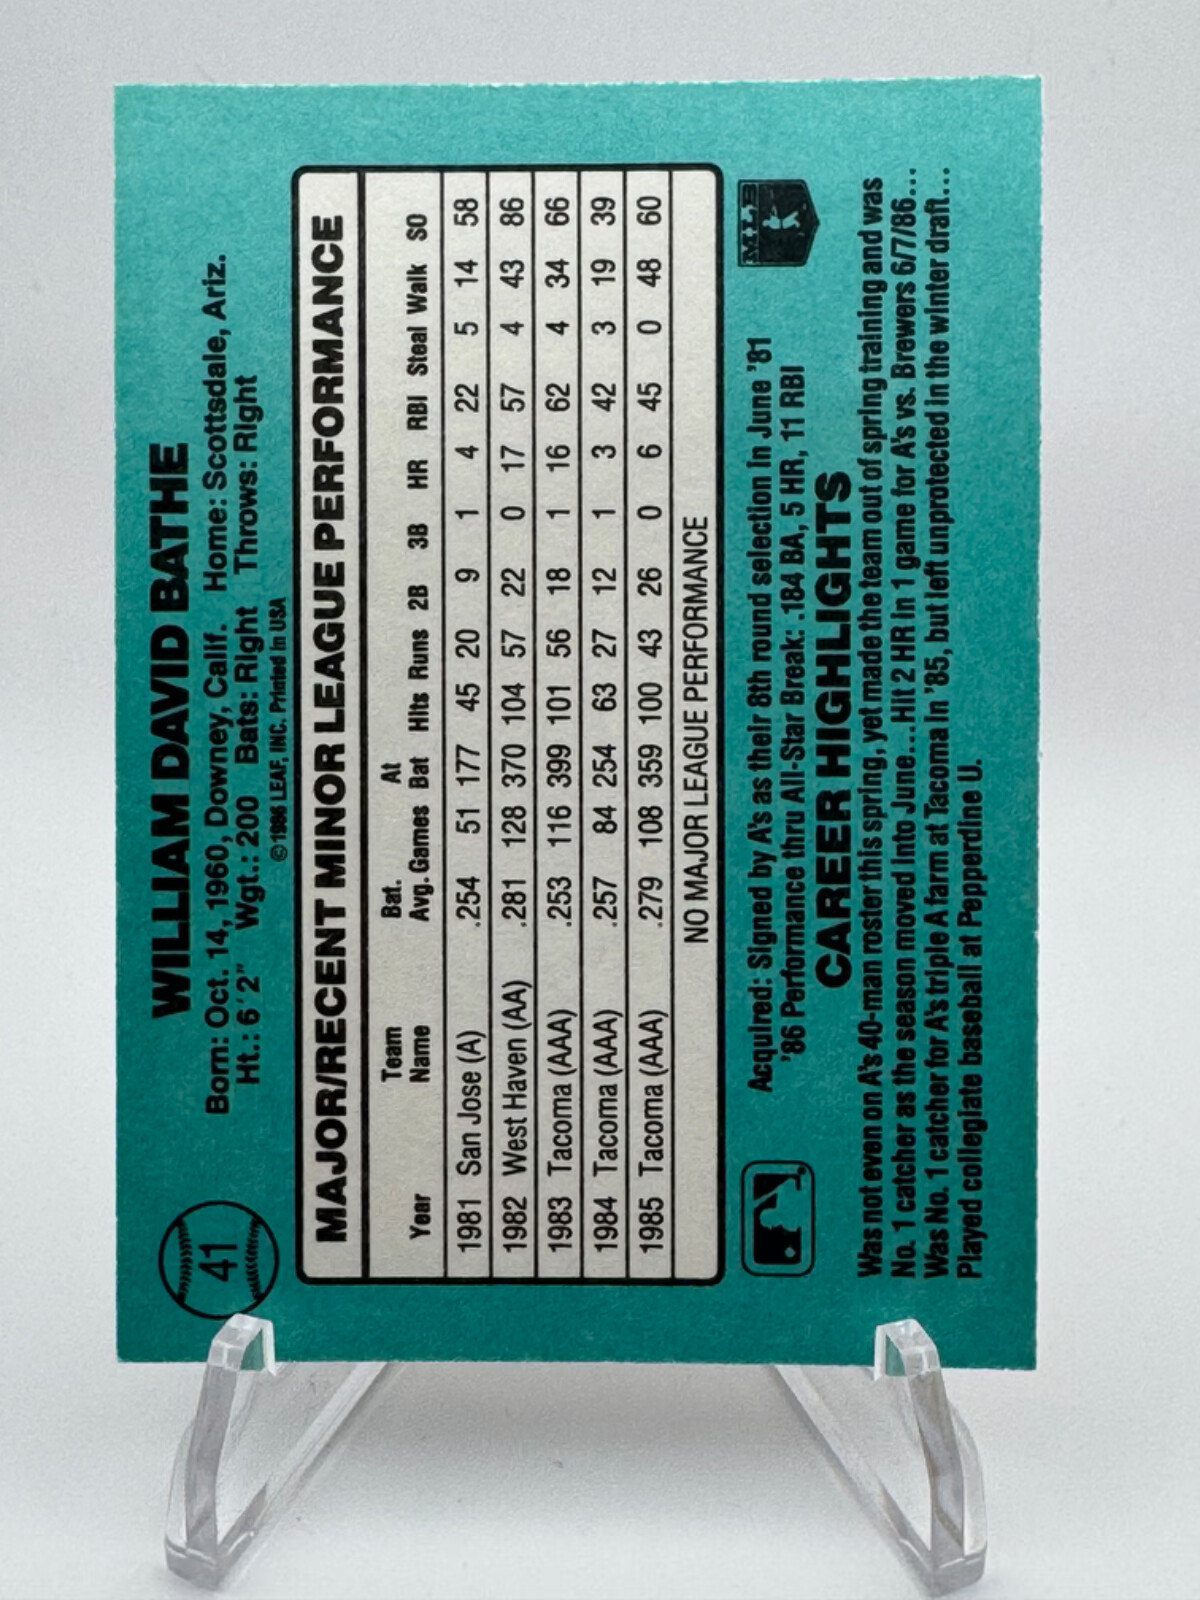 41
WILLIAM DAVID BATHE
Born: Oct. 14, 1960, Downey, Calif. Home: Scottsdale, Ariz.
Ht.: 6'2" Wgt.: 200 Bats: Right Throws: Right
© 1986 LEAF, INC. Printed in USA
MAJOR/RECENT MINOR LEAGUE PERFORMANCE
Year Team Name Bat. Avg. Games At Bat Hits Runs 2B 3B HR RBI Steal Walk SO
1981 San Jose (A) .254 51 177 45 20 9 1 4 22 5 14 58
1982 West Haven (AA) .281 128 370 104 57 22 0 17 57 4 43 86
1983 Tacoma (AAA) .253 116 399 101 56 18 1 16 62 4 34 66
1984 Tacoma (AAA) .257 84 254 63 27 12 1 3 42 3 19 39
1985 Tacoma (AAA) .279 108 359 100 43 26 0 6 45 0 48 60
NO MAJOR LEAGUE PERFORMANCE
Acquired: Signed by A's as their 8th round selection in June '81
'86 Performance thru All-Star Break: .184 BA, 5 HR, 11 RBI
MLB
CAREER HIGHLIGHTS
Was not even on A's 40-man roster this spring, yet made the team out of spring training and was
No. 1 catcher as the season moved into June...Hit 2 HR in 1 game for A's vs. Brewers 6/7/86...
Was No. 1 catcher for A's triple A farm at Tacoma in '85, but left unprotected in the winter draft...
Played collegiate baseball at Pepperdine U.